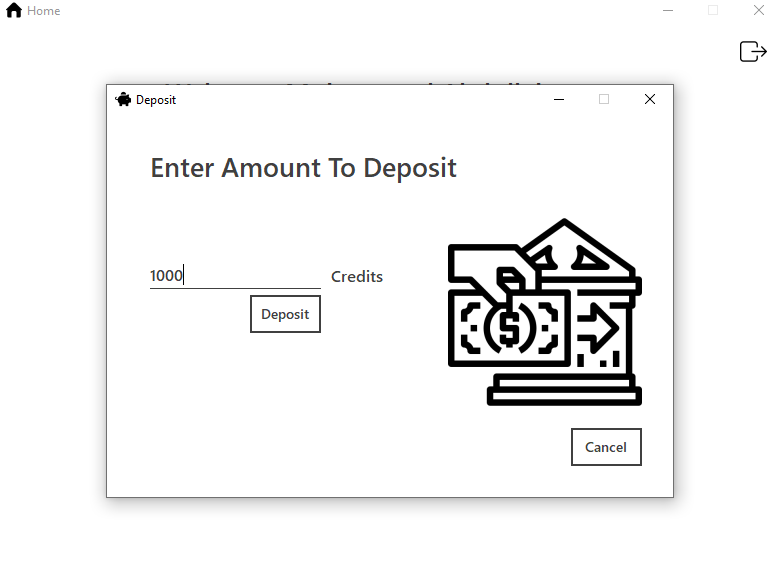 Home
Deposit
Enter Amount To Deposit
1000 Credits
Deposit
Cancel